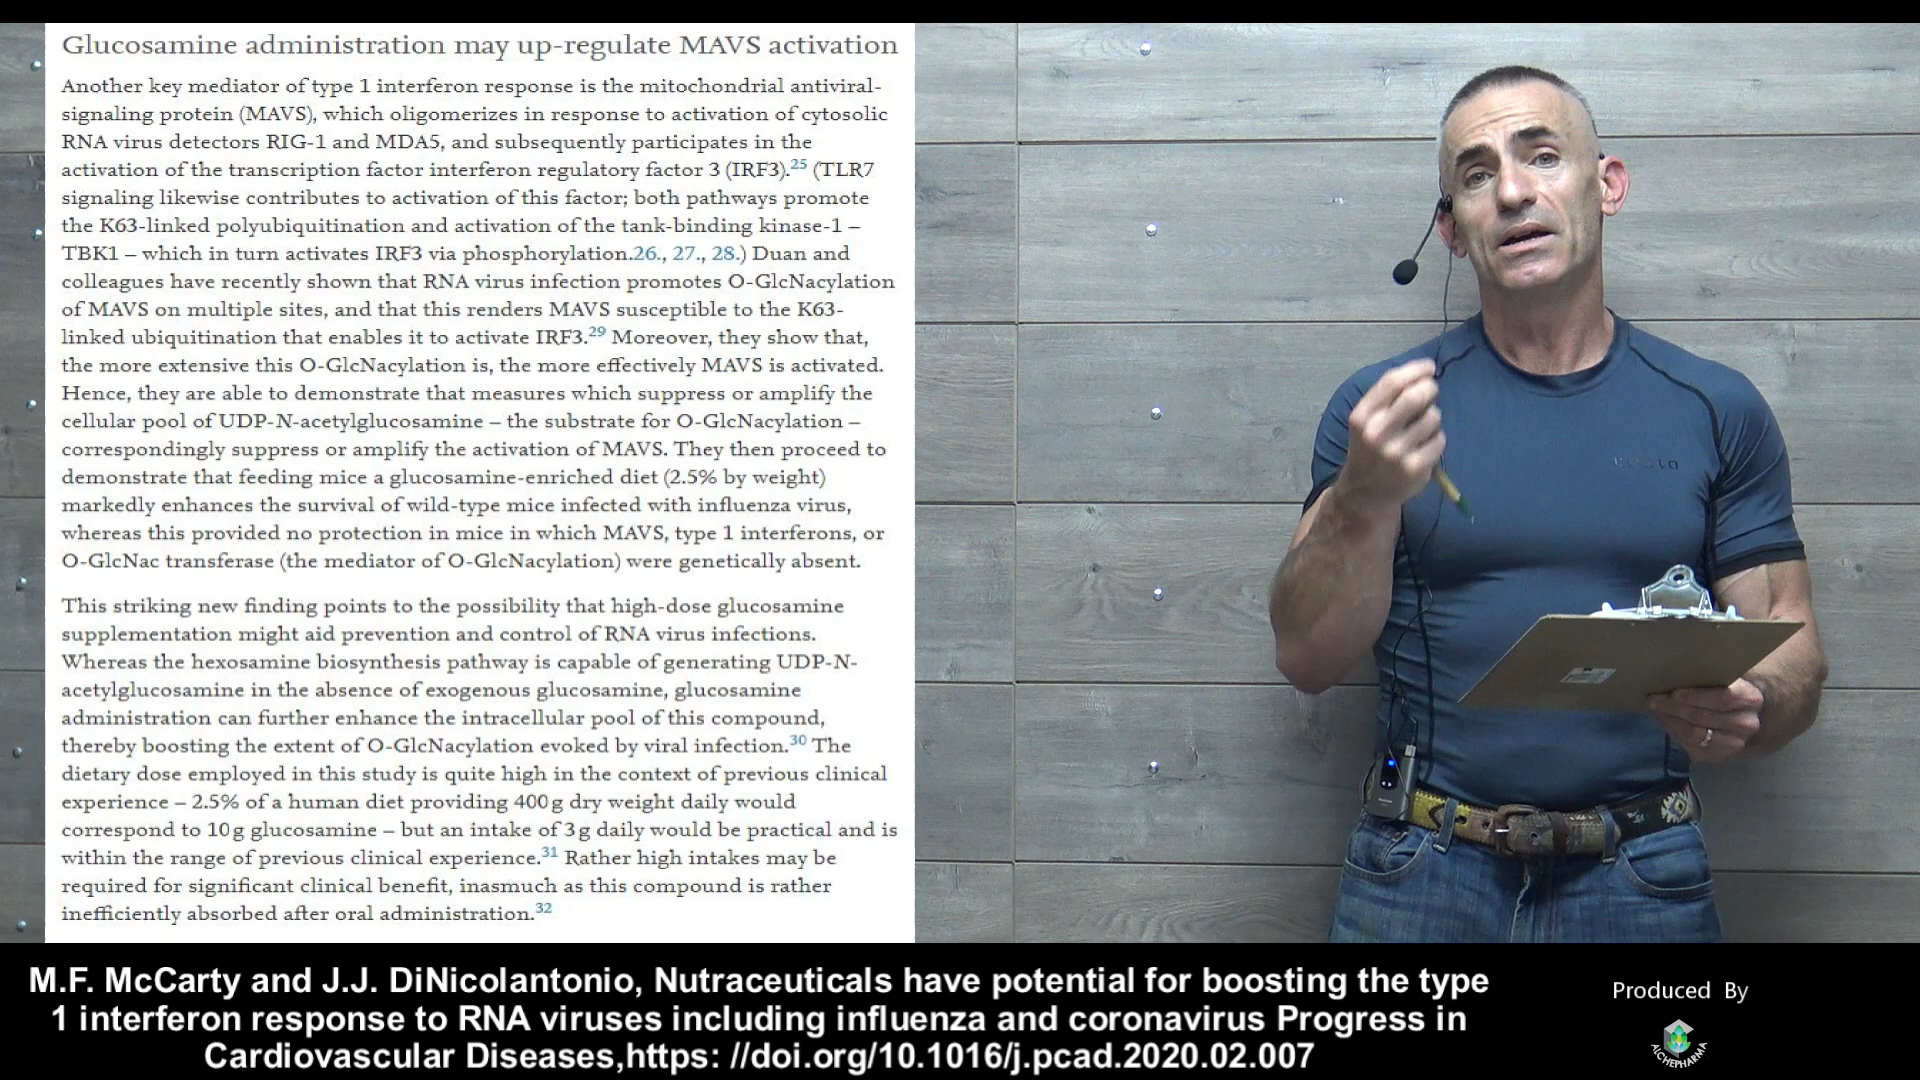 Glucosamine administration may up-regulate MAVS activation
Another key mediator of type 1 interferon response is the mitochondrial antiviral-
signaling protein (MAVS), which oligomerizes in response to activation of cytosolic
RNA virus detectors RIG-1 and MDA5, and subsequently participates in the
activation of the transcription factor interferon regulatory factor 3 (IRF3).25 (TLR7
signaling likewise contributes to activation of this factor; both pathways promote
the K63-linked polyubiquitination and activation of the tank-binding kinase-1 –
TBK1 – which in turn activates IRF3 via phosphorylation.26., 27., 28.) Duan and
colleagues have recently shown that RNA virus infection promotes O-GlcNacylation
of MAVS on multiple sites, and that this renders MAVS susceptible to the K63-
linked ubiquitination that enables it to activate IRF3.29 Moreover, they show that,
the more extensive this O-GlcNacylation is, the more effectively MAVS is activated.
Hence, they are able to demonstrate that measures which suppress or amplify the
cellular pool of UDP-N-acetylglucosamine – the substrate for O-GlcNacylation –
correspondingly suppress or amplify the activation of MAVS. They then proceed to
demonstrate that feeding mice a glucosamine-enriched diet (2.5% by weight)
markedly enhances the survival of wild-type mice infected with influenza virus,
whereas this provided no protection in mice in which MAVS, type 1 interferons, or
O-GlcNac transferase (the mediator of O-GlcNacylation) were genetically absent.
This striking new finding points to the possibility that high-dose glucosamine
supplementation might aid prevention and control of RNA virus infections.
Whereas the hexosamine biosynthesis pathway is capable of generating UDP-N-
acetylglucosamine in the absence of exogenous glucosamine, glucosamine
administration can further enhance the intracellular pool of this compound,
thereby boosting the extent of O-GlcNacylation evoked by viral infection.30 The
dietary dose employed in this study is quite high in the context of previous clinical
experience – 2.5% of a human diet providing 400 g dry weight daily would
correspond to 10 g glucosamine – but an intake of 3 g daily would be practical and is
within the range of previous clinical experience.31 Rather high intakes may be
required for significant clinical benefit, inasmuch as this compound is rather
inefficiently absorbed after oral administration.32
M.F. McCarty and J.J. DiNicolantonio, Nutraceuticals have potential for boosting the type
1 interferon response to RNA viruses including influenza and coronavirus Progress in
Cardiovascular Diseases,https: //doi.org/10.1016/j.pcad.2020.02.007
Produced By
ALCHEPHARMA